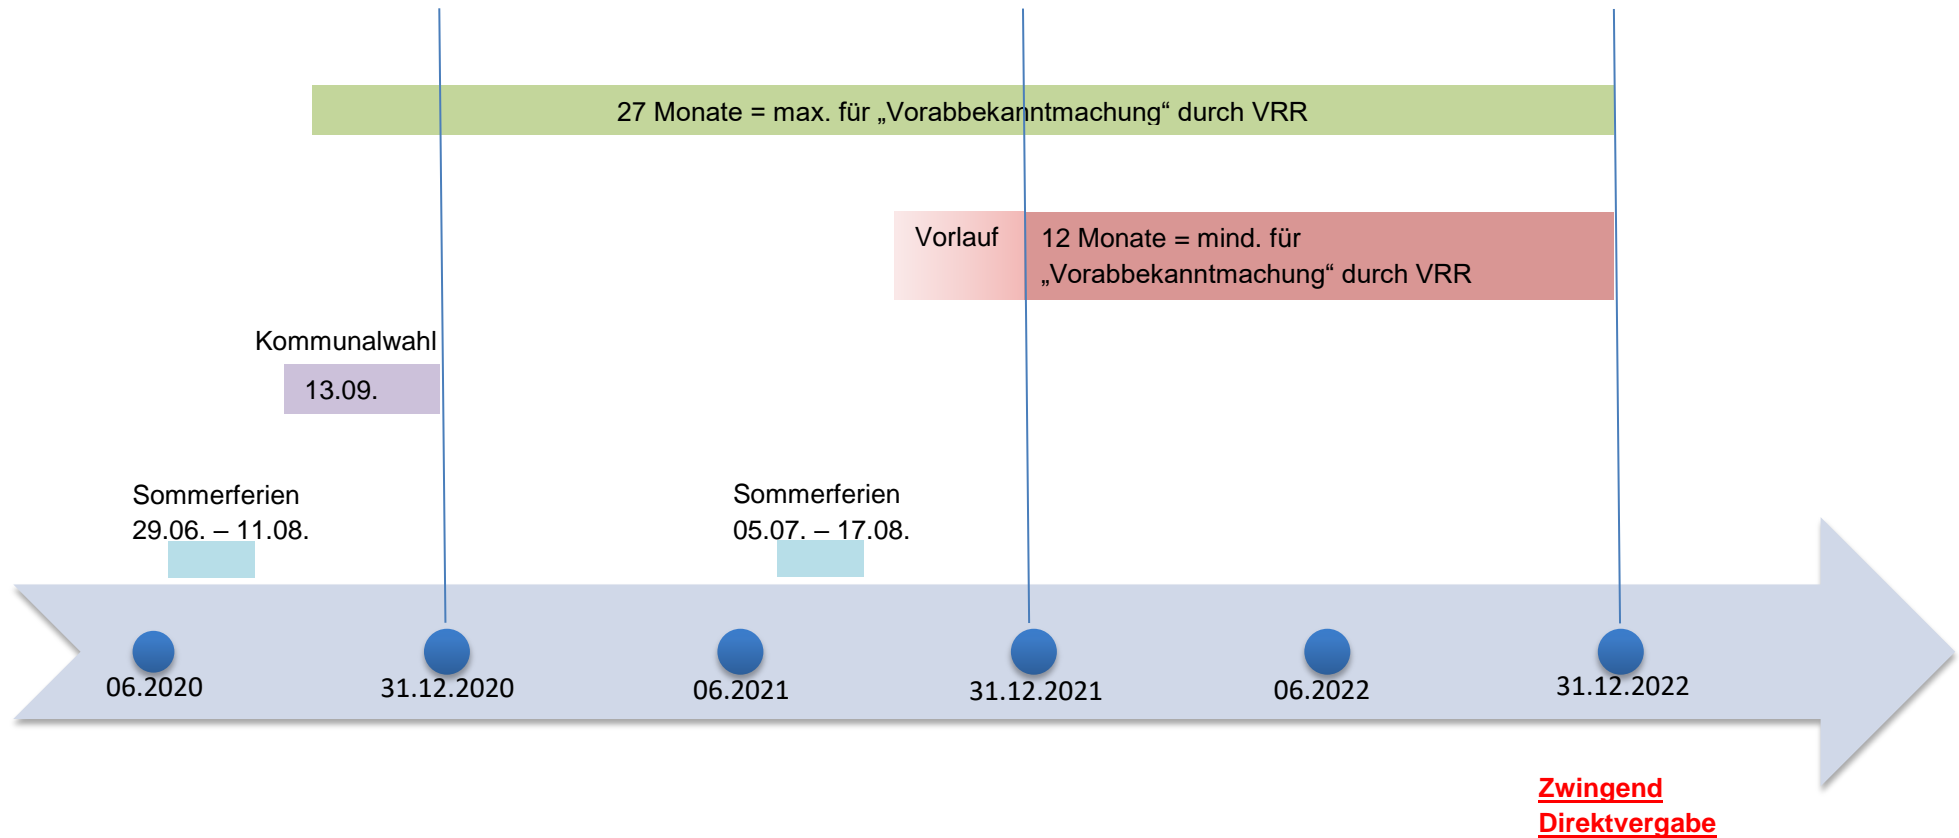 27 Monate = max. für „Vorabbekanntmachung“ durch VRR
Vorlauf
12 Monate = mind. für
„Vorabbekanntmachung“ durch VRR
Kommunalwahl
13.09.
Sommerferien
29.06. – 11.08.
Sommerferien
05.07. – 17.08.
06.2020
31.12.2020
06.2021
31.12.2021
06.2022
31.12.2022
Zwingend
Direktvergabe